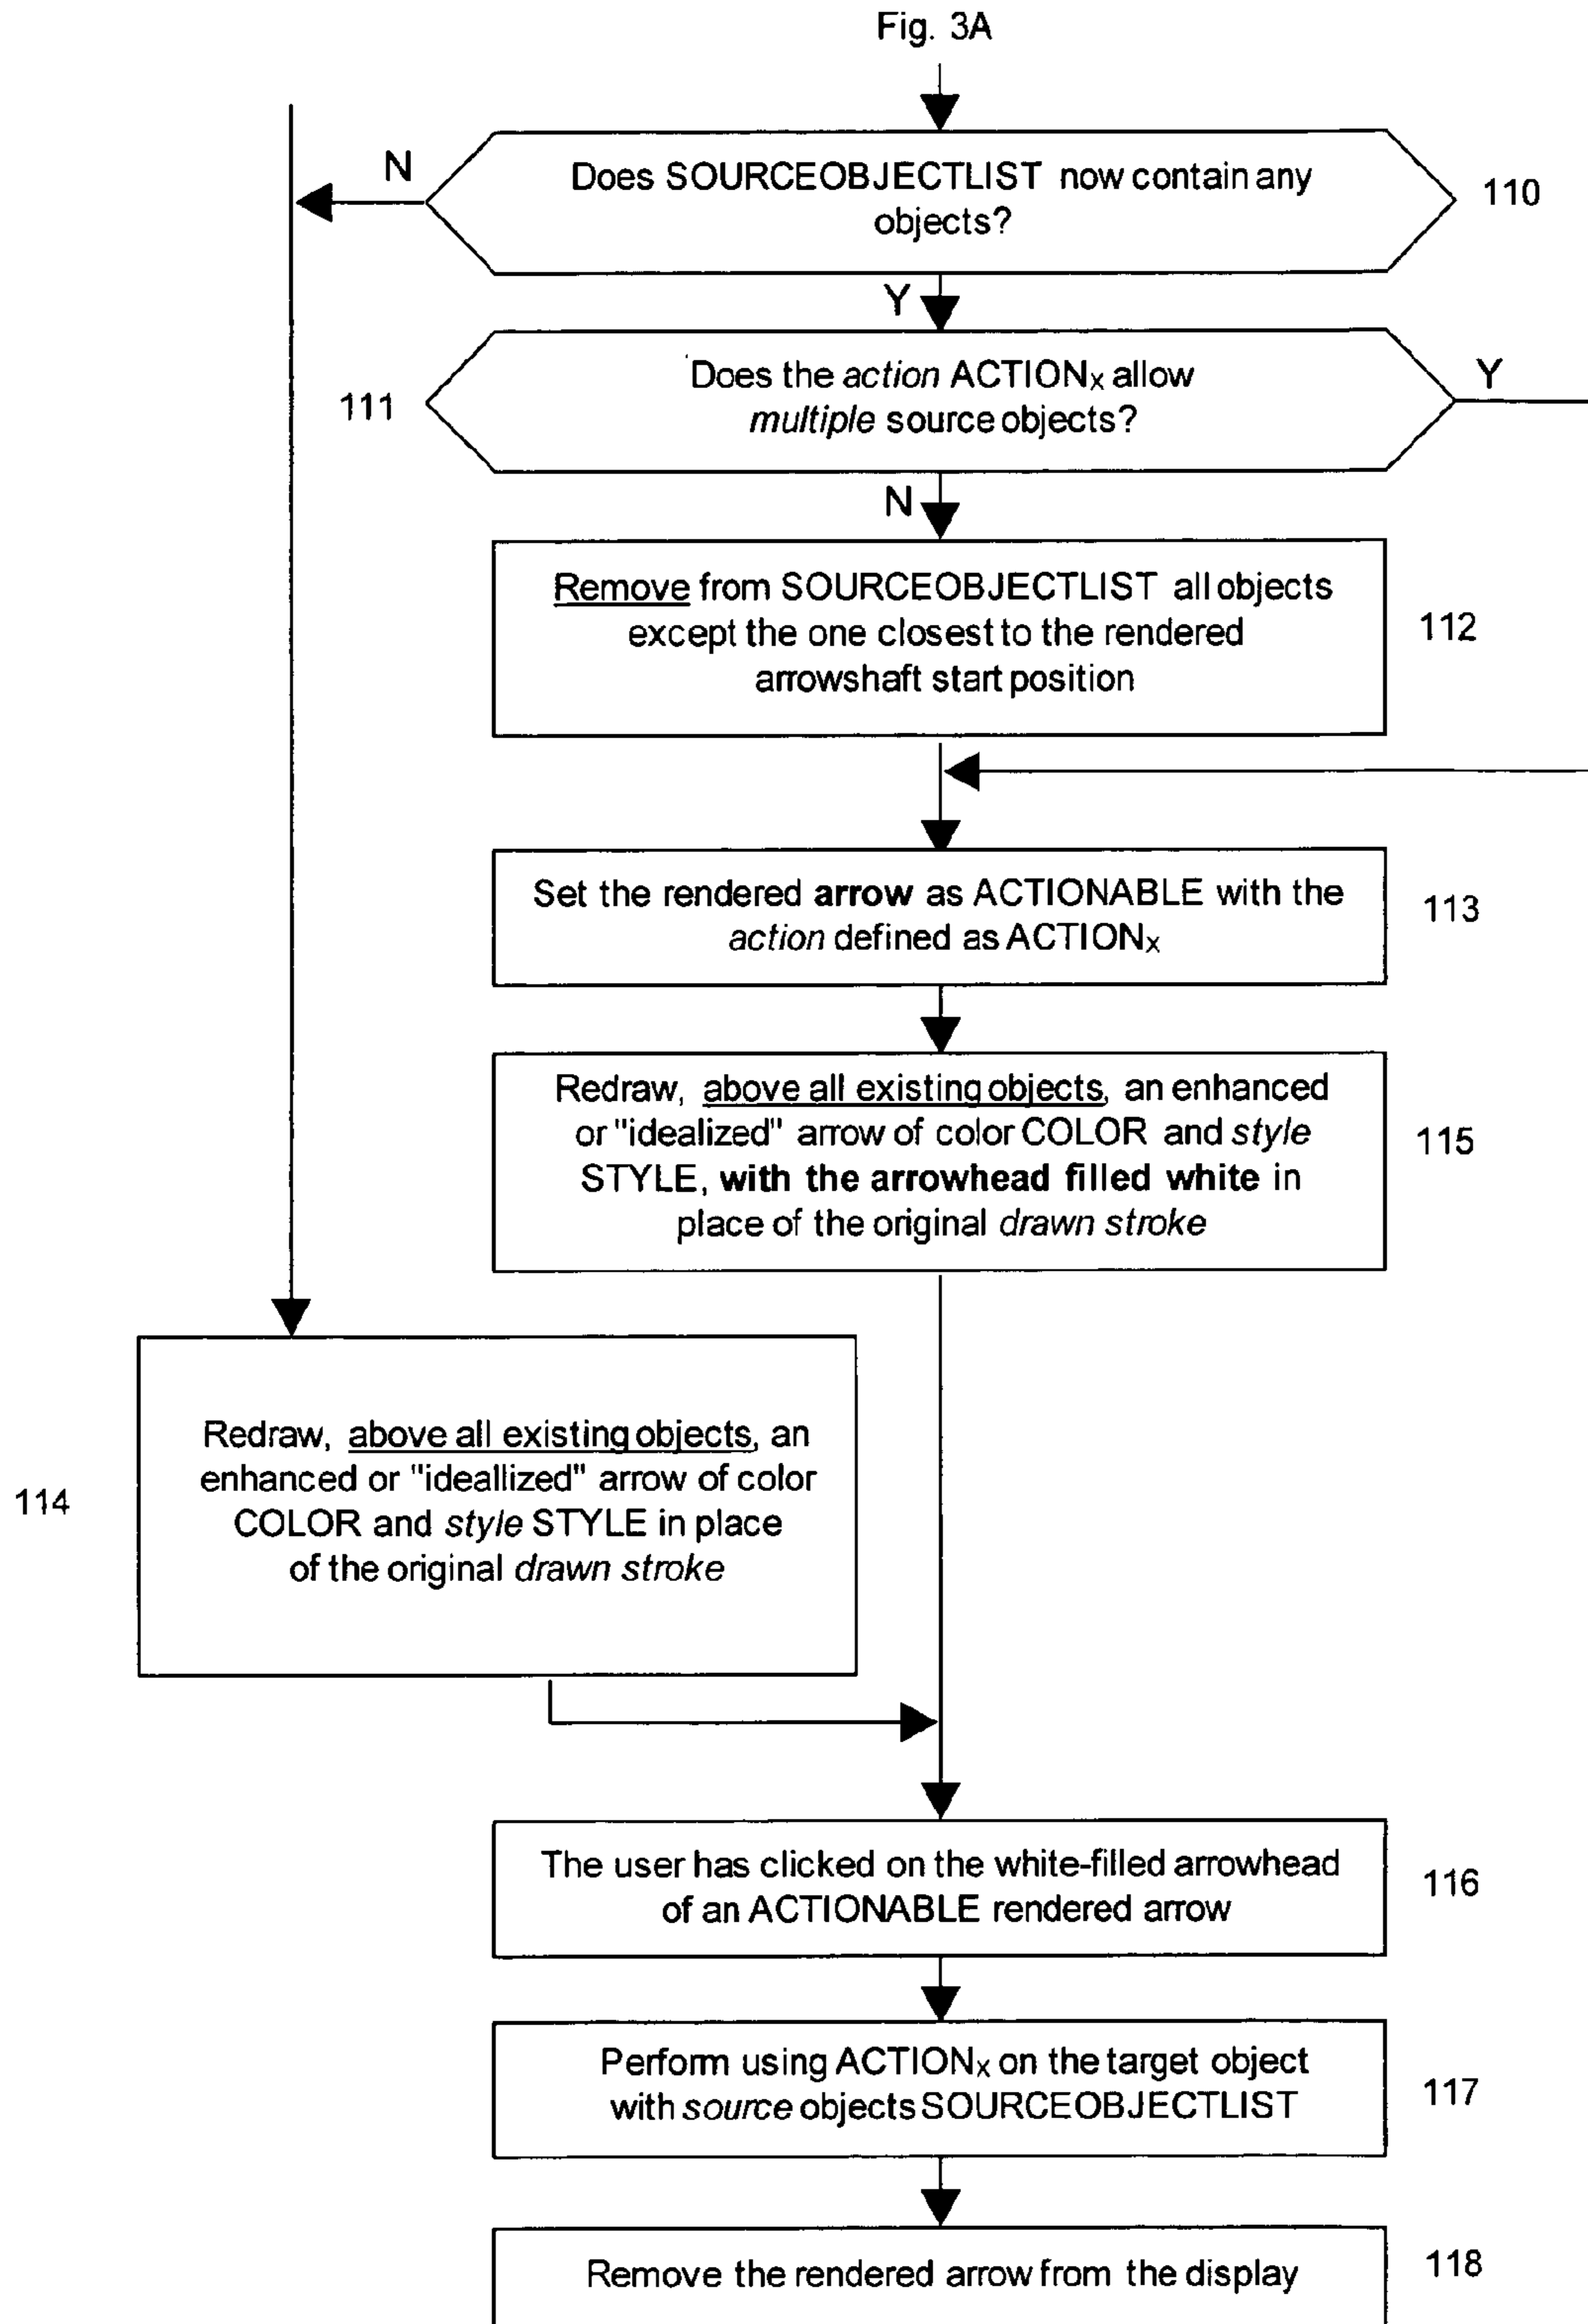 Fig. 3A
N
Does SOURCEOBJECTLIST now contain any
objects?
110
Y
111
Does the action ACTIONx allow
multiple source objects?
Y
N
Remove from SOURCEOBJECTLIST all objects
except the one closest to the rendered
arrowshaft start position
112
Set the rendered arrow as ACTIONABLE with the
action defined as ACTIONx
113
Redraw, above all existing objects, an enhanced
or "idealized" arrow of color COLOR and style
STYLE, with the arrowhead filled white in
place of the original drawn stroke
115
114
Redraw, above all existing objects, an
enhanced or "ideallized" arrow of color
COLOR and style STYLE in place
of the original drawn stroke
The user has clicked on the white-filled arrowhead
of an ACTIONABLE rendered arrow
116
Perform using ACTIONx on the target object
with source objects SOURCEOBJECTLIST
117
Remove the rendered arrow from the display
118